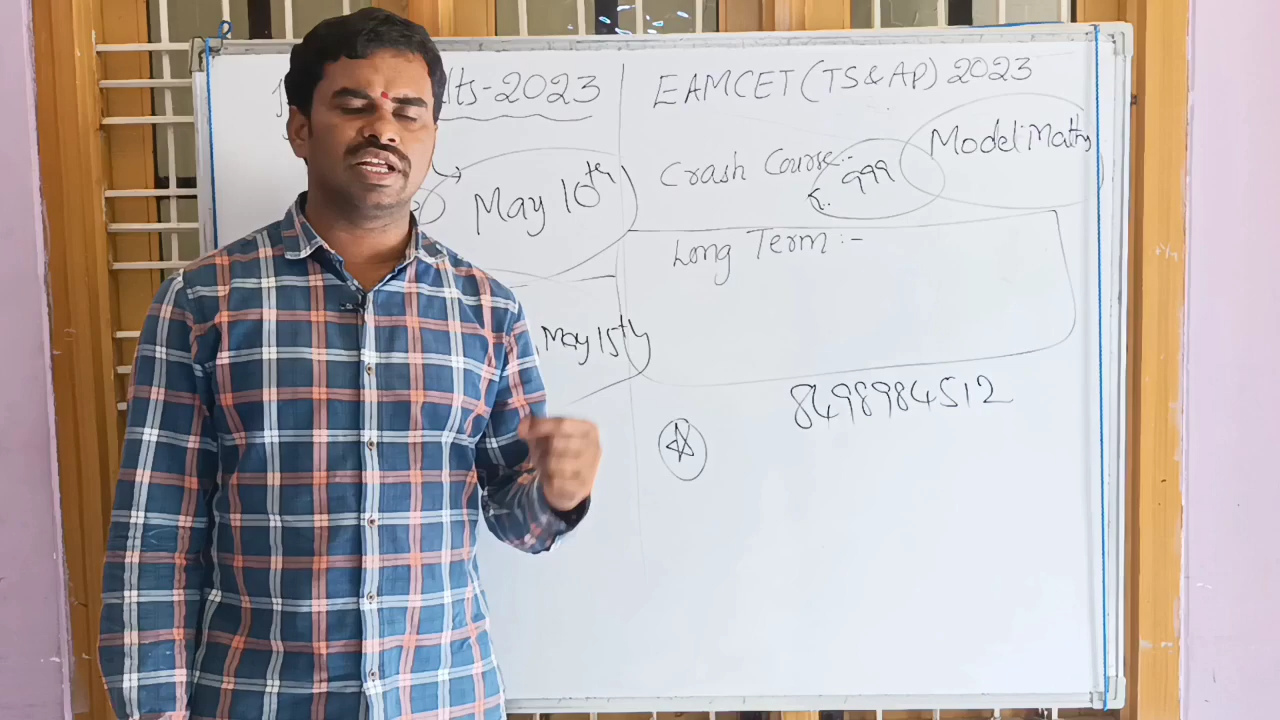 lts-2023
May 10th
May 15th
EAMCET (TS & AP) 2023
Crash Course:-
₹. 999
Model Maths
Long Term :-
8498984512